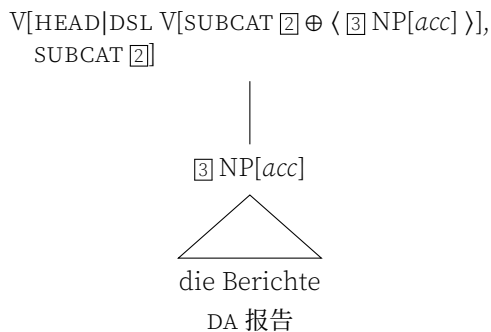 V[HEAD|DSL V[SUBCAT [2] ⊕ ⟨ [3] NP[acc] ⟩],
SUBCAT [2]]
[3] NP[acc]
die Berichte
DA 报告